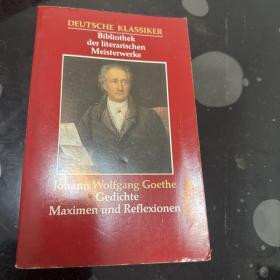 DEUTSCHE KLASSIKER
Bibliothek
der literarischen
Meisterwerke
Johann Wolfgang Goethe
Gedichte
Maximen und Reflexionen